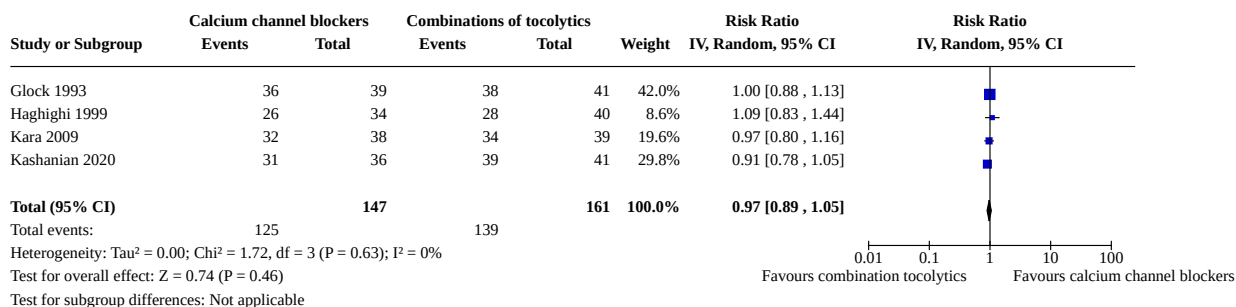 Calcium channel blockers Combinations of tocolytics Risk Ratio Risk Ratio
Study or Subgroup Events Total Events Total Weight IV, Random, 95% CI IV, Random, 95% CI
Glock 1993 36 39 38 41 42.0% 1.00 [0.88 , 1.13]
Haghighi 1999 26 34 28 40 8.6% 1.09 [0.83 , 1.44]
Kara 2009 32 38 34 39 19.6% 0.97 [0.80 , 1.16]
Kashanian 2020 31 36 39 41 29.8% 0.91 [0.78 , 1.05]
Total (95% CI) 147 161 100.0% 0.97 [0.89 , 1.05]
Total events: 125 139
Heterogeneity: Tau² = 0.00; Chi² = 1.72, df = 3 (P = 0.63); I² = 0%
0.01 0.1 1 10 100
Test for overall effect: Z = 0.74 (P = 0.46)
Favours combination tocolytics Favours calcium channel blockers
Test for subgroup differences: Not applicable